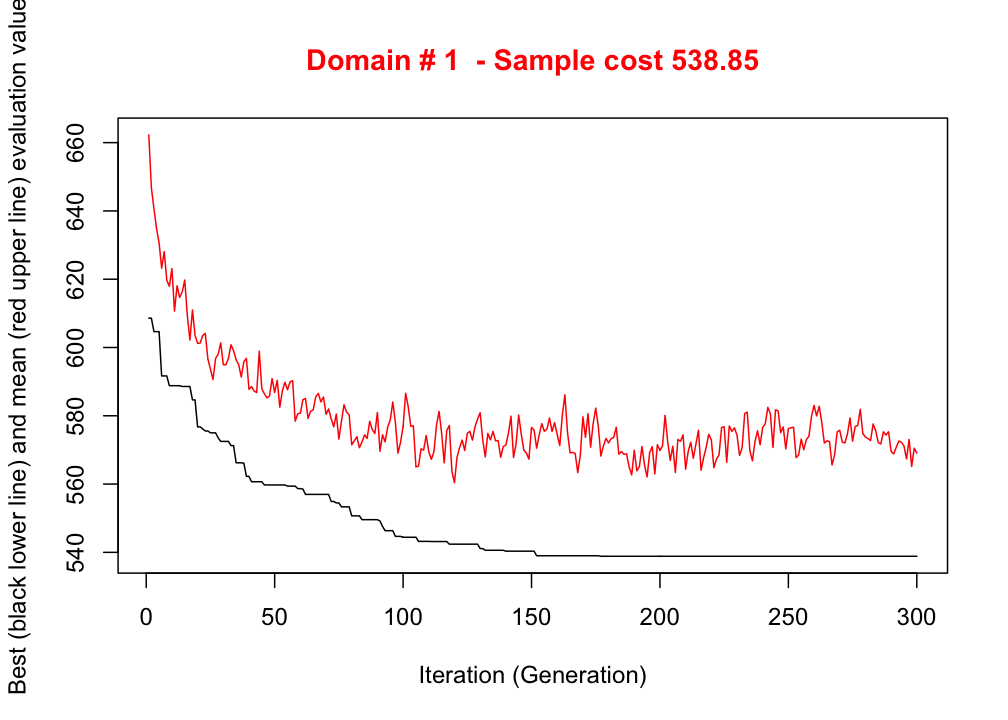 Domain # 1  - Sample cost 538.85
Best (black lower line) and mean (red upper line) evaluation value
660
640
620
600
580
560
540
0 50 100 150 200 250 300
Iteration (Generation)